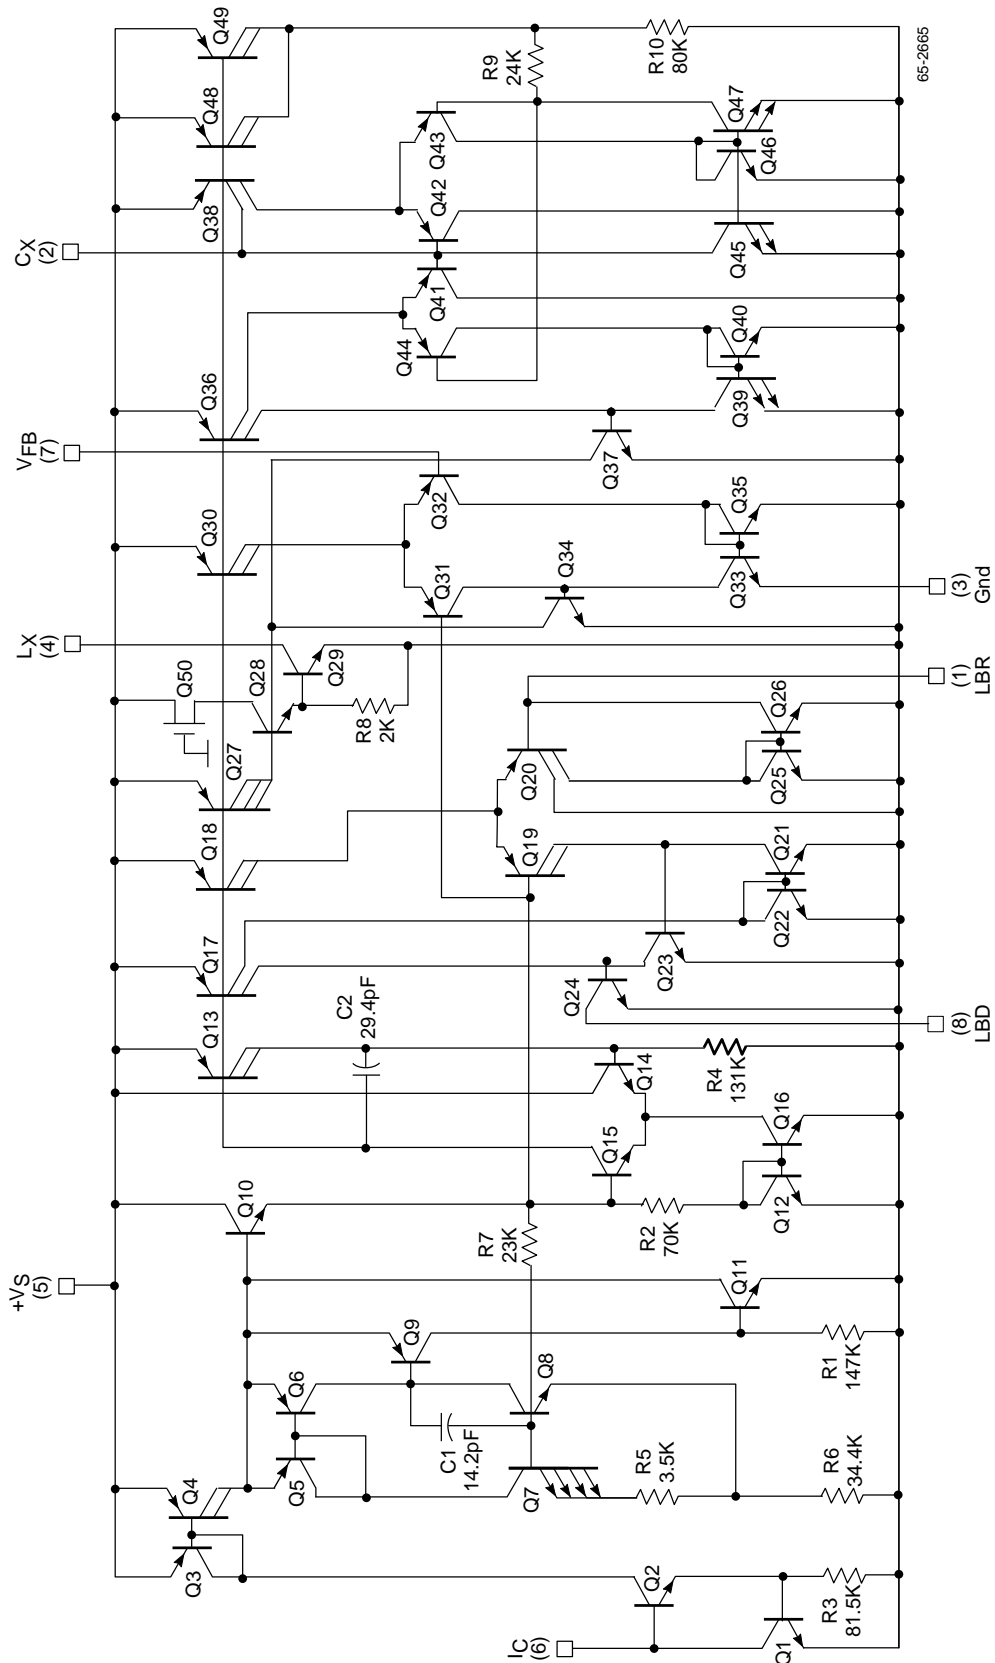 +VS
(5)
LX
(4)
VFB
(7)
CX
(2)
Q3
Q4
Q5
Q6
Q9
Q10
Q13
Q17
Q18
Q27
Q50
Q28
Q30
Q36
Q38
Q48
Q49
C1
14.2pF
Q7
Q8
R7
23K
C2
29.4pF
Q19
Q20
R8
2K
Q29
Q31
Q32
Q44
Q41
Q42
Q43
R9
24K
R10
80K
IC
(6)
Q2
Q1
R3
81.5K
R5
3.5K
R6
34.4K
R1
147K
Q11
R2
70K
Q12
Q15
Q14
Q16
R4
131K
Q24
Q23
Q22
Q21
Q25
Q26
Q34
Q33
Q35
Q37
Q39
Q40
Q45
Q46
Q47
(8)
LBD
(1)
LBR
(3)
Gnd
65-2665